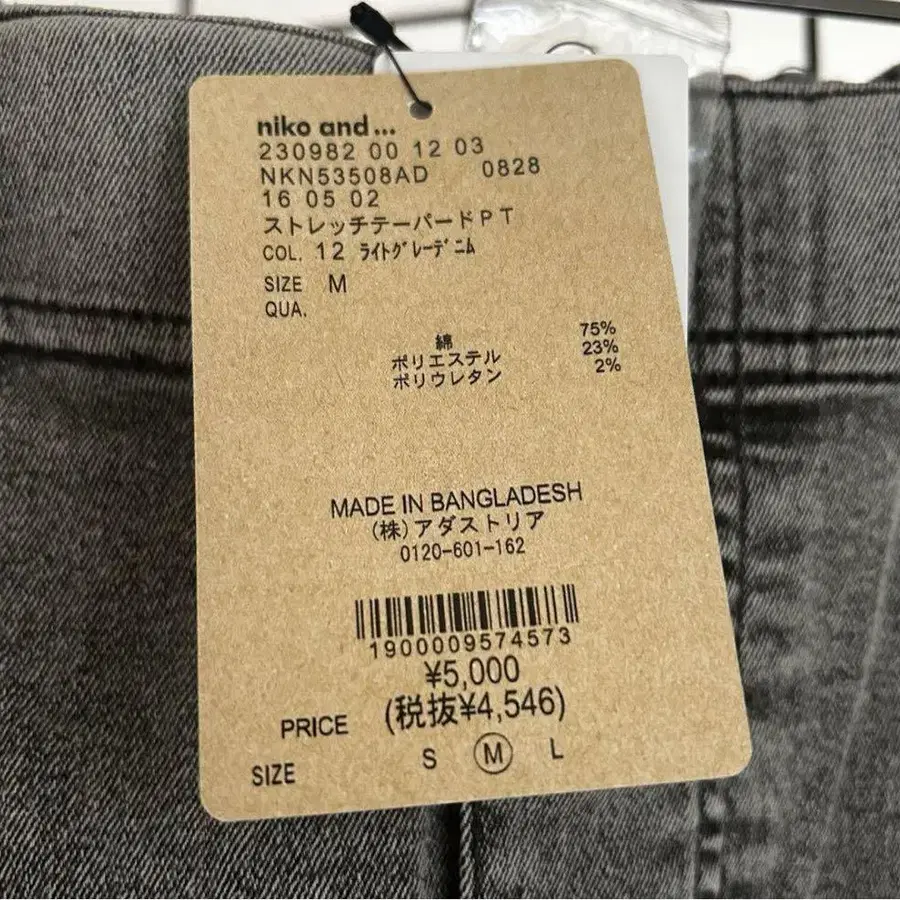 niko and ...
230982 00 12 03
NKN53508AD 0828
16 05 02
ストレッチテーパードPT
COL. 12 ﾗｲﾄｸﾞﾚｰﾃﾞﾆﾑ
SIZE M
QUA.
綿 75%
ポリエステル 23%
ポリウレタン 2%
MADE IN BANGLADESH
(株)アダストリア
0120-601-162
1900009574573
¥5,000
PRICE (税抜¥4,546)
SIZE S M L